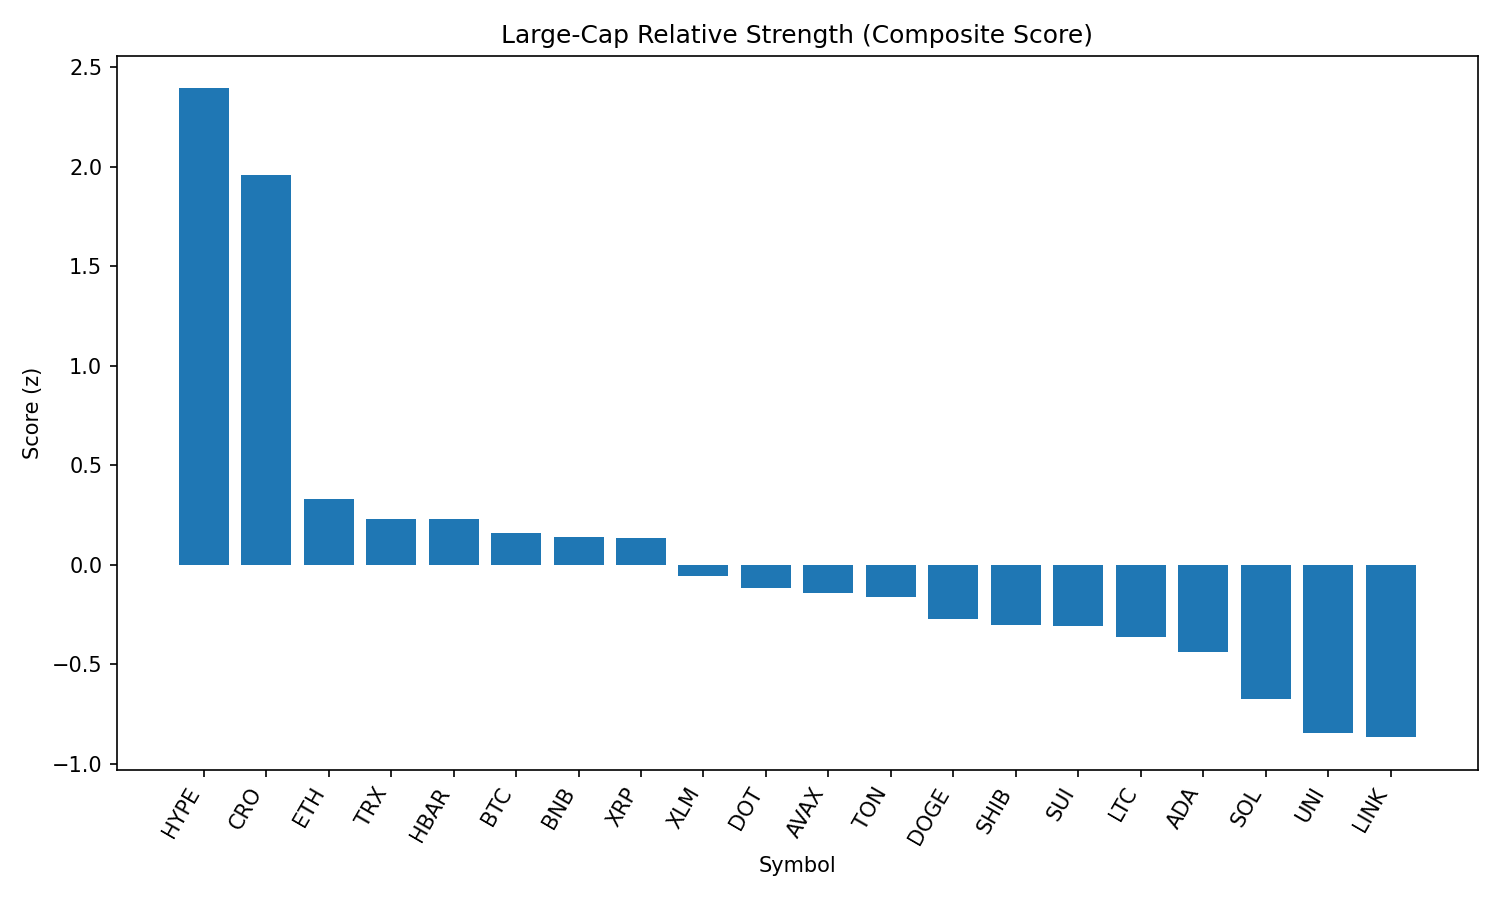 Large-Cap Relative Strength (Composite Score)
Score (z)
2.5
2.0
1.5
1.0
0.5
0.0
−0.5
−1.0
HYPE CRO ETH TRX HBAR BTC BNB XRP XLM DOT AVAX TON DOGE SHIB SUI LTC ADA SOL UNI LINK
Symbol